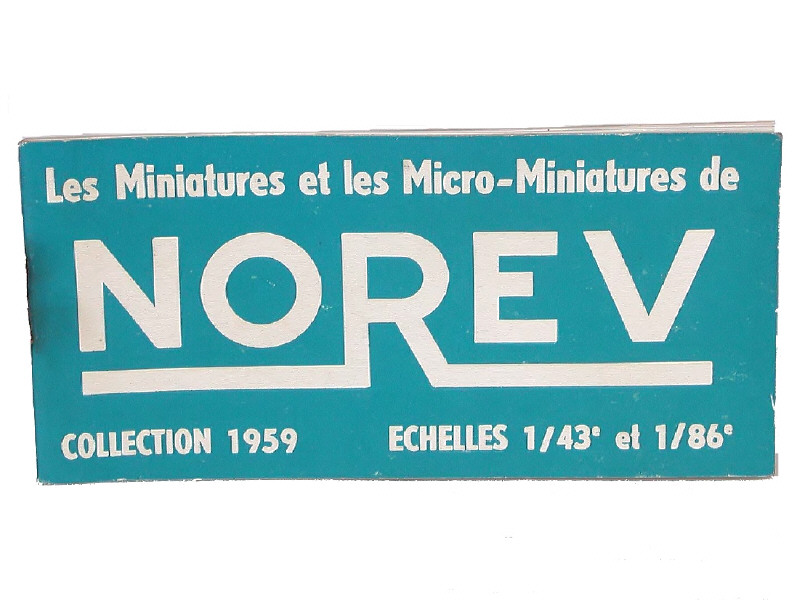 Les Miniatures et les Micro-Miniatures de
NOREV
COLLECTION 1959 ECHELLES 1/43e et 1/86e